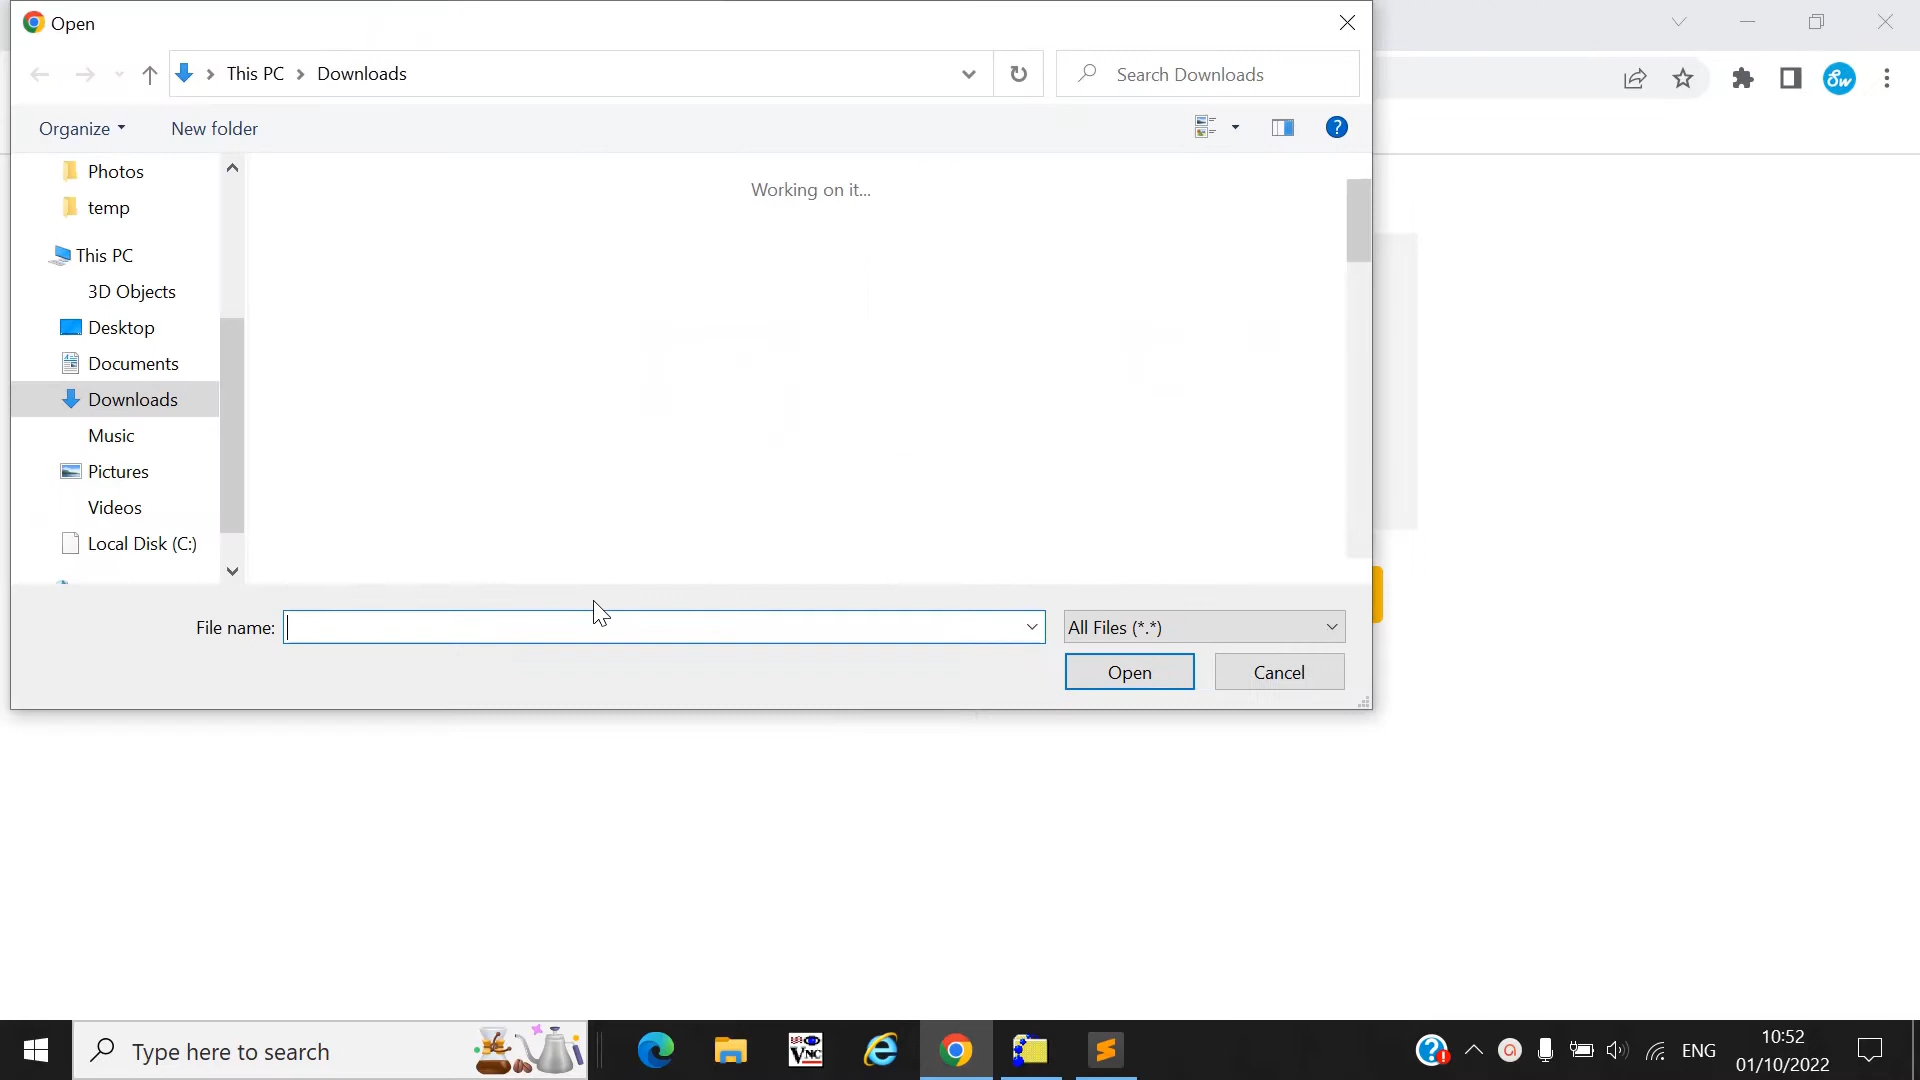 Open
This PC
Downloads
Search Downloads
Organize
New folder
?
Photos
temp
This PC
3D Objects
Desktop
Documents
Downloads
Music
Pictures
Videos
Local Disk (C:)
Working on it...
File name:
All Files (*.*)
Open
Cancel
Sw
Type here to search
VNC
ENG
10:52
01/10/2022